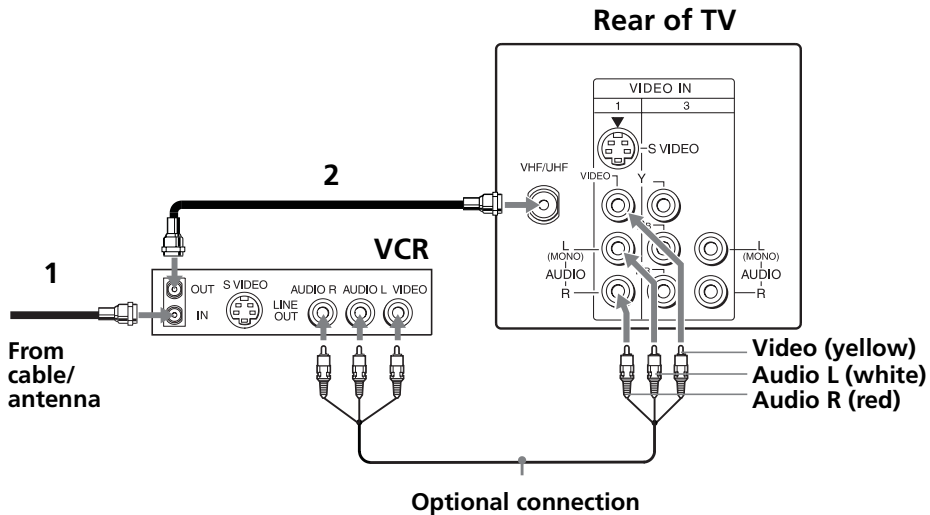 Rear of TV
VIDEO IN
1 3
S VIDEO
VHF/UHF
VIDEO
Y
L
(MONO)
AUDIO
R
L
(MONO)
AUDIO
R
2
VCR
1
OUT
IN
S VIDEO
LINE
OUT
AUDIO R AUDIO L VIDEO
From
cable/
antenna
Video (yellow)
Audio L (white)
Audio R (red)
Optional connection